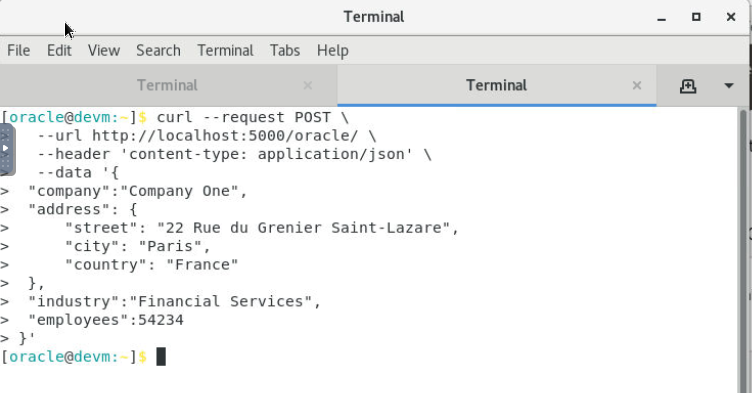 Terminal
File Edit View Search Terminal Tabs Help
Terminal Terminal
[oracle@devm:~]$ curl --request POST \
--url http://localhost:5000/oracle/ \
--header 'content-type: application/json' \
--data '{
> "company":"Company One",
> "address": {
> "street": "22 Rue du Grenier Saint-Lazare",
> "city": "Paris",
> "country": "France"
> },
> "industry":"Financial Services",
> "employees":54234
> }'
[oracle@devm:~]$